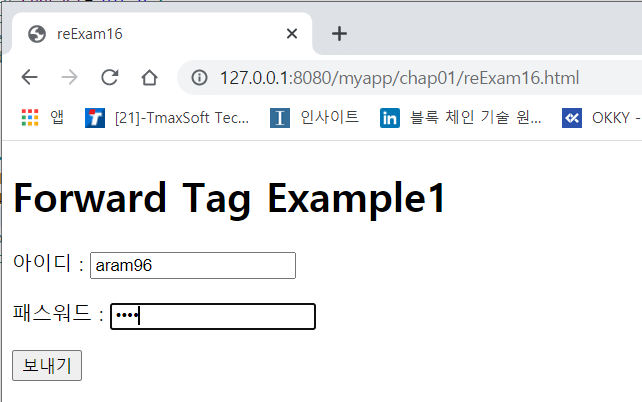 reExam16
127.0.0.1:8080/myapp/chap01/reExam16.html
앱 [21]-TmaxSoft Tec... 인사이트 블록 체인 기술 원... OKKY -
Forward Tag Example1
아이디 : aram96
패스워드 : ••••
보내기